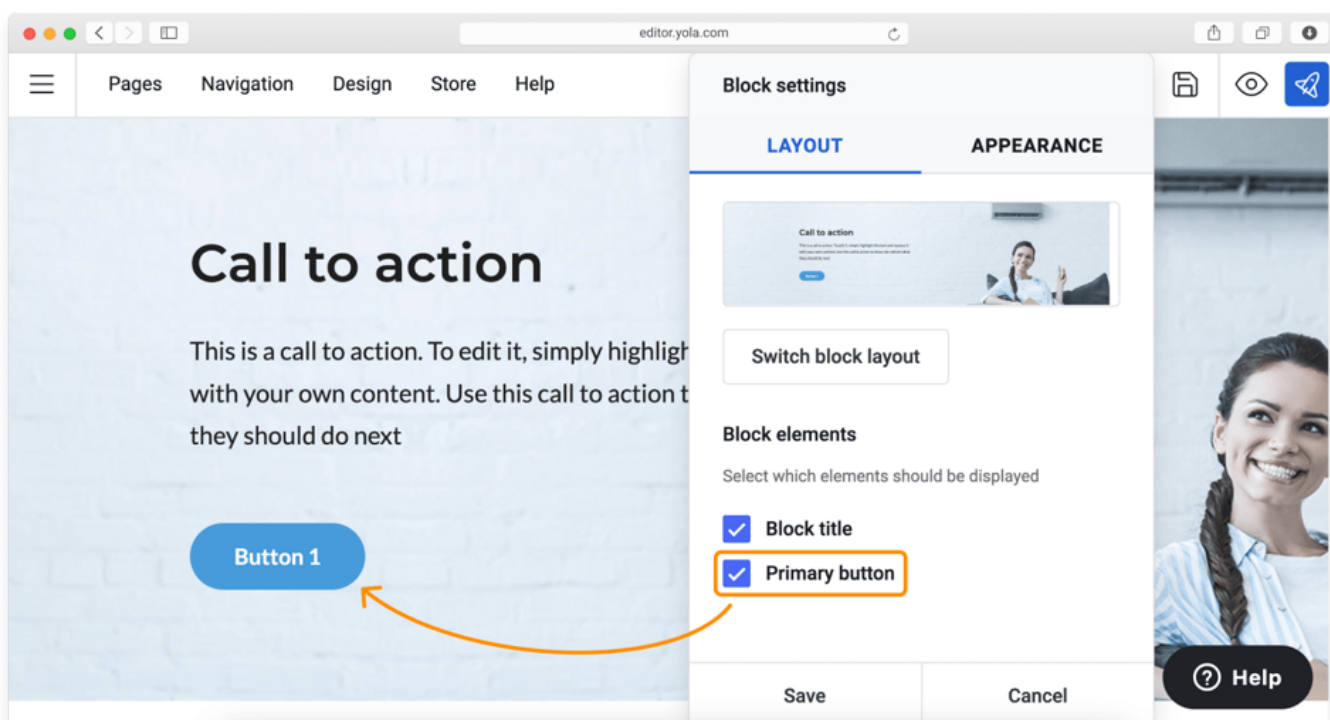 editor.yola.com
Pages Navigation Design Store Help
Block settings
LAYOUT APPEARANCE
Call to action
This is a call to action. To edit it, simply highligh
with your own content. Use this call to action t
they should do next
Button 1
Call to action
Button 1
Switch block layout
Block elements
Select which elements should be displayed
Block title
Primary button
Save Cancel
Help